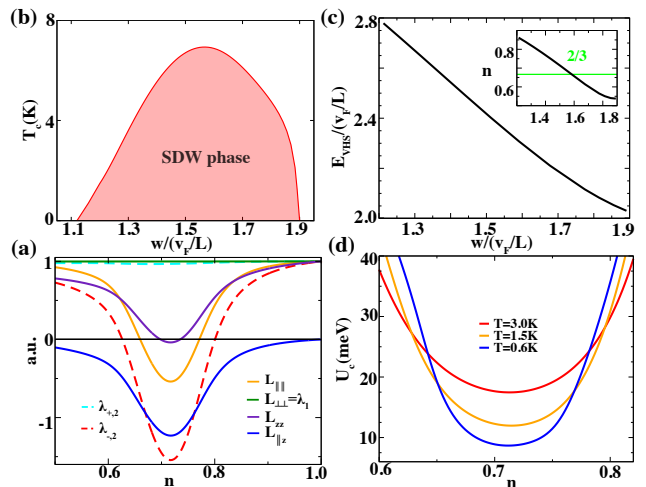 (b)
T_c(K)
8
4
0
SDW phase
1.1 1.3 1.5 1.7 1.9
w/(v_F/L)
(c)
E_VHS/(v_F/L)
2.8
2.4
2.0
1.3 1.5 1.7 1.9
w/(v_F/L)
n
0.8
0.6
2/3
1.4 1.6 1.8
(a)
a.u.
1
0
-1
λ_+,2
λ_-,2
L_∥∥
L_⊥⊥=λ_1
L_zz
L_∥z
0.6 0.8 1.0
n
(d)
U_c(meV)
40
30
20
10
T=3.0K
T=1.5K
T=0.6K
0.6 0.7 0.8
n